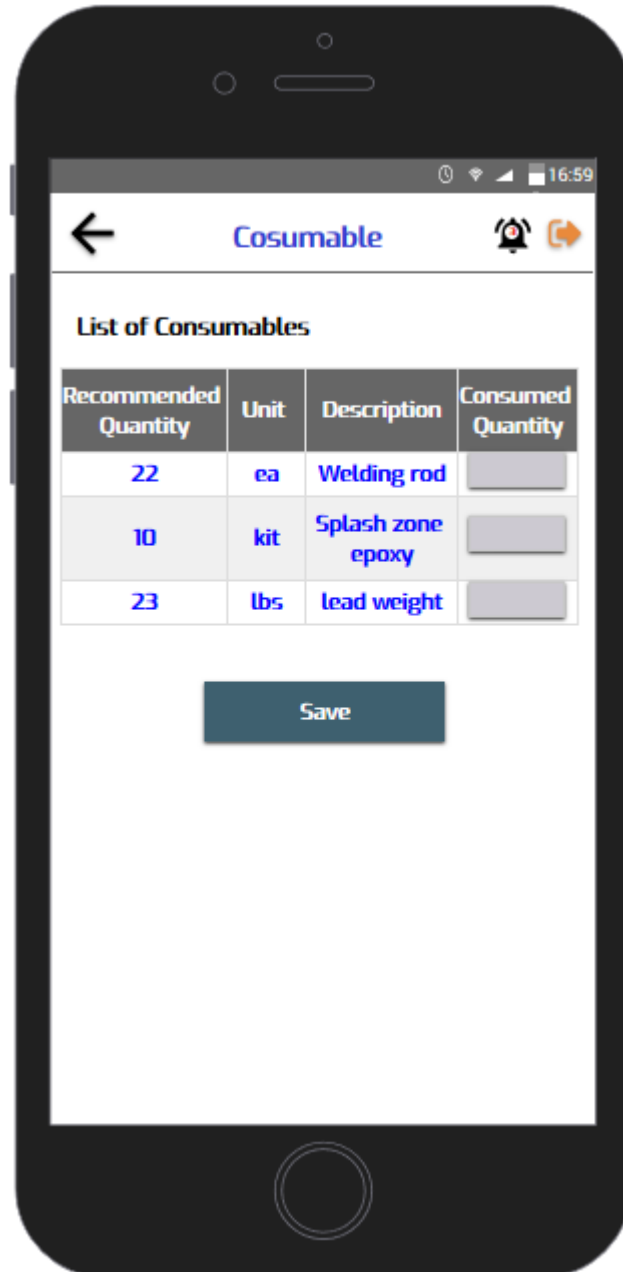 16:59
Cosumable
List of Consumables
Recommended Quantity Unit Description Consumed Quantity
22 ea Welding rod
10 kit Splash zone epoxy
23 lbs lead weight
Save